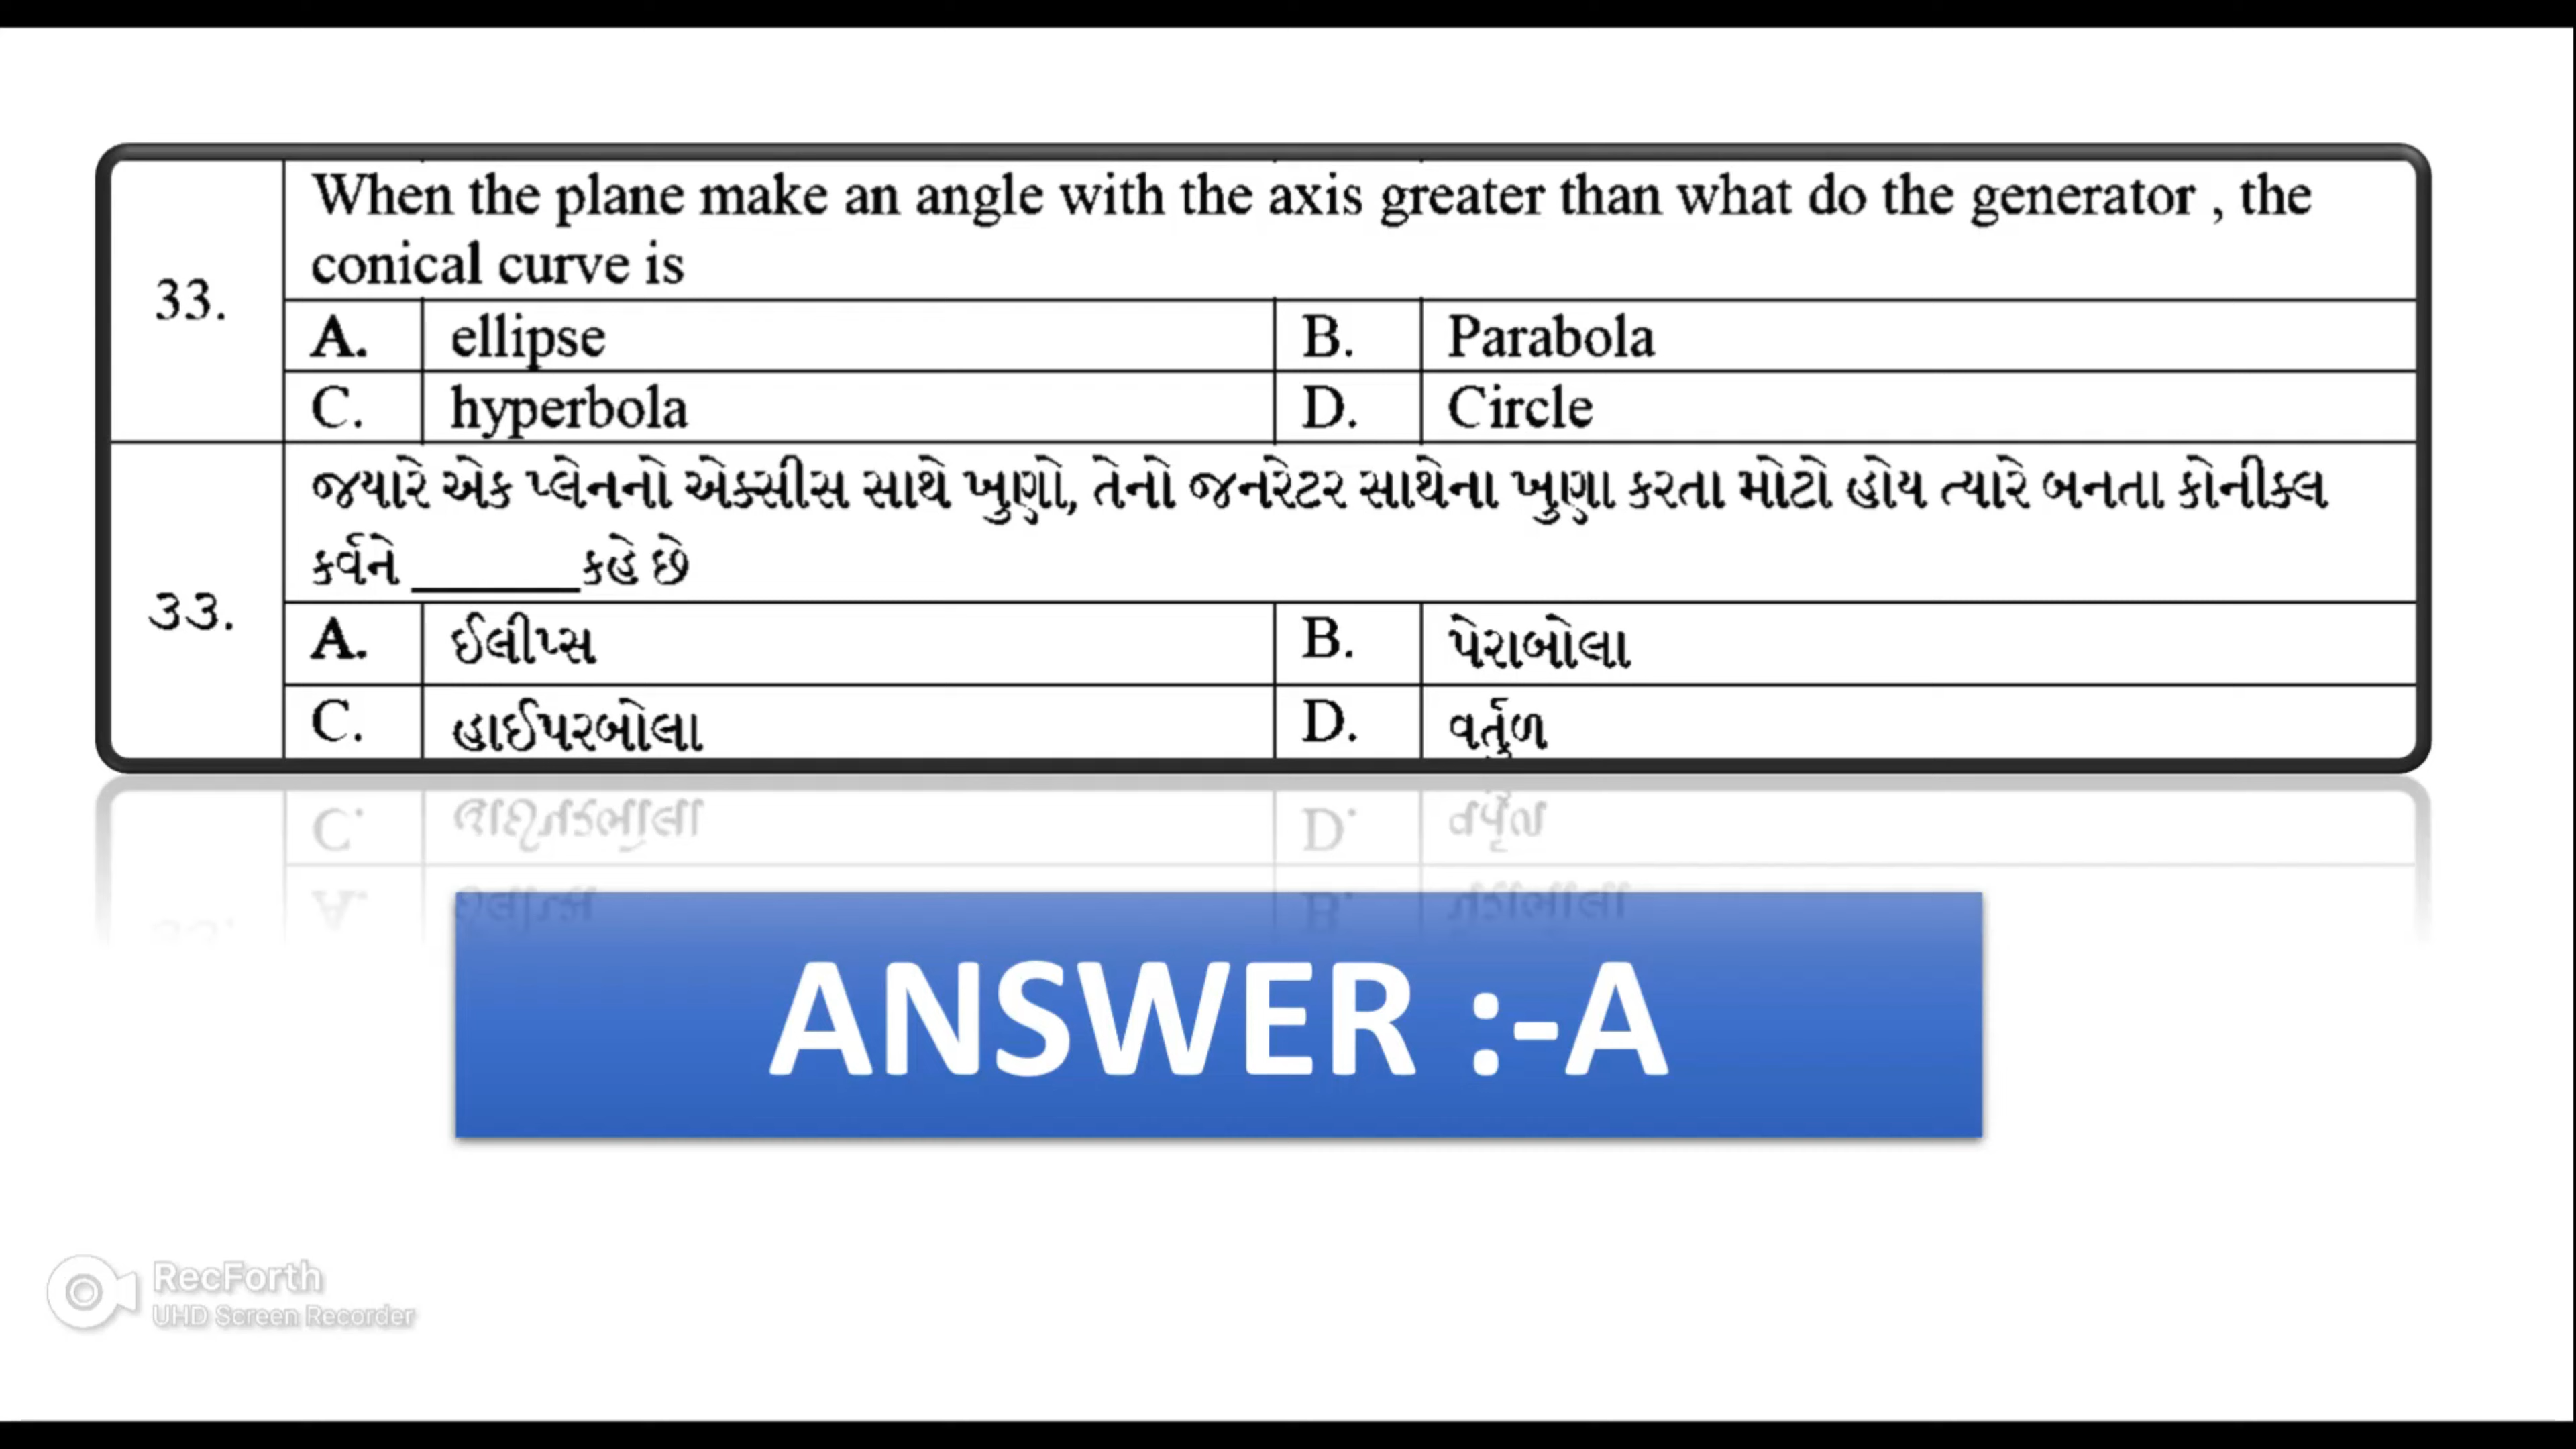 33.
When the plane make an angle with the axis greater than what do the generator , the
conical curve is
A. ellipse B. Parabola
C. hyperbola D. Circle
૩૩.
જયારે એક પ્લેનનો એક્સીસ સાથે ખુણો, તેનો જનરેટર સાથેના ખુણા કરતા મોટો હોય ત્યારે બનતા કોનીક્લ
કર્વને ______ કહે છે
A. ઈલીપ્સ B. પેરાબોલા
C. હાઈપરબોલા D. વર્તુળ
ANSWER :-A
RecForth
UHD Screen Recorder